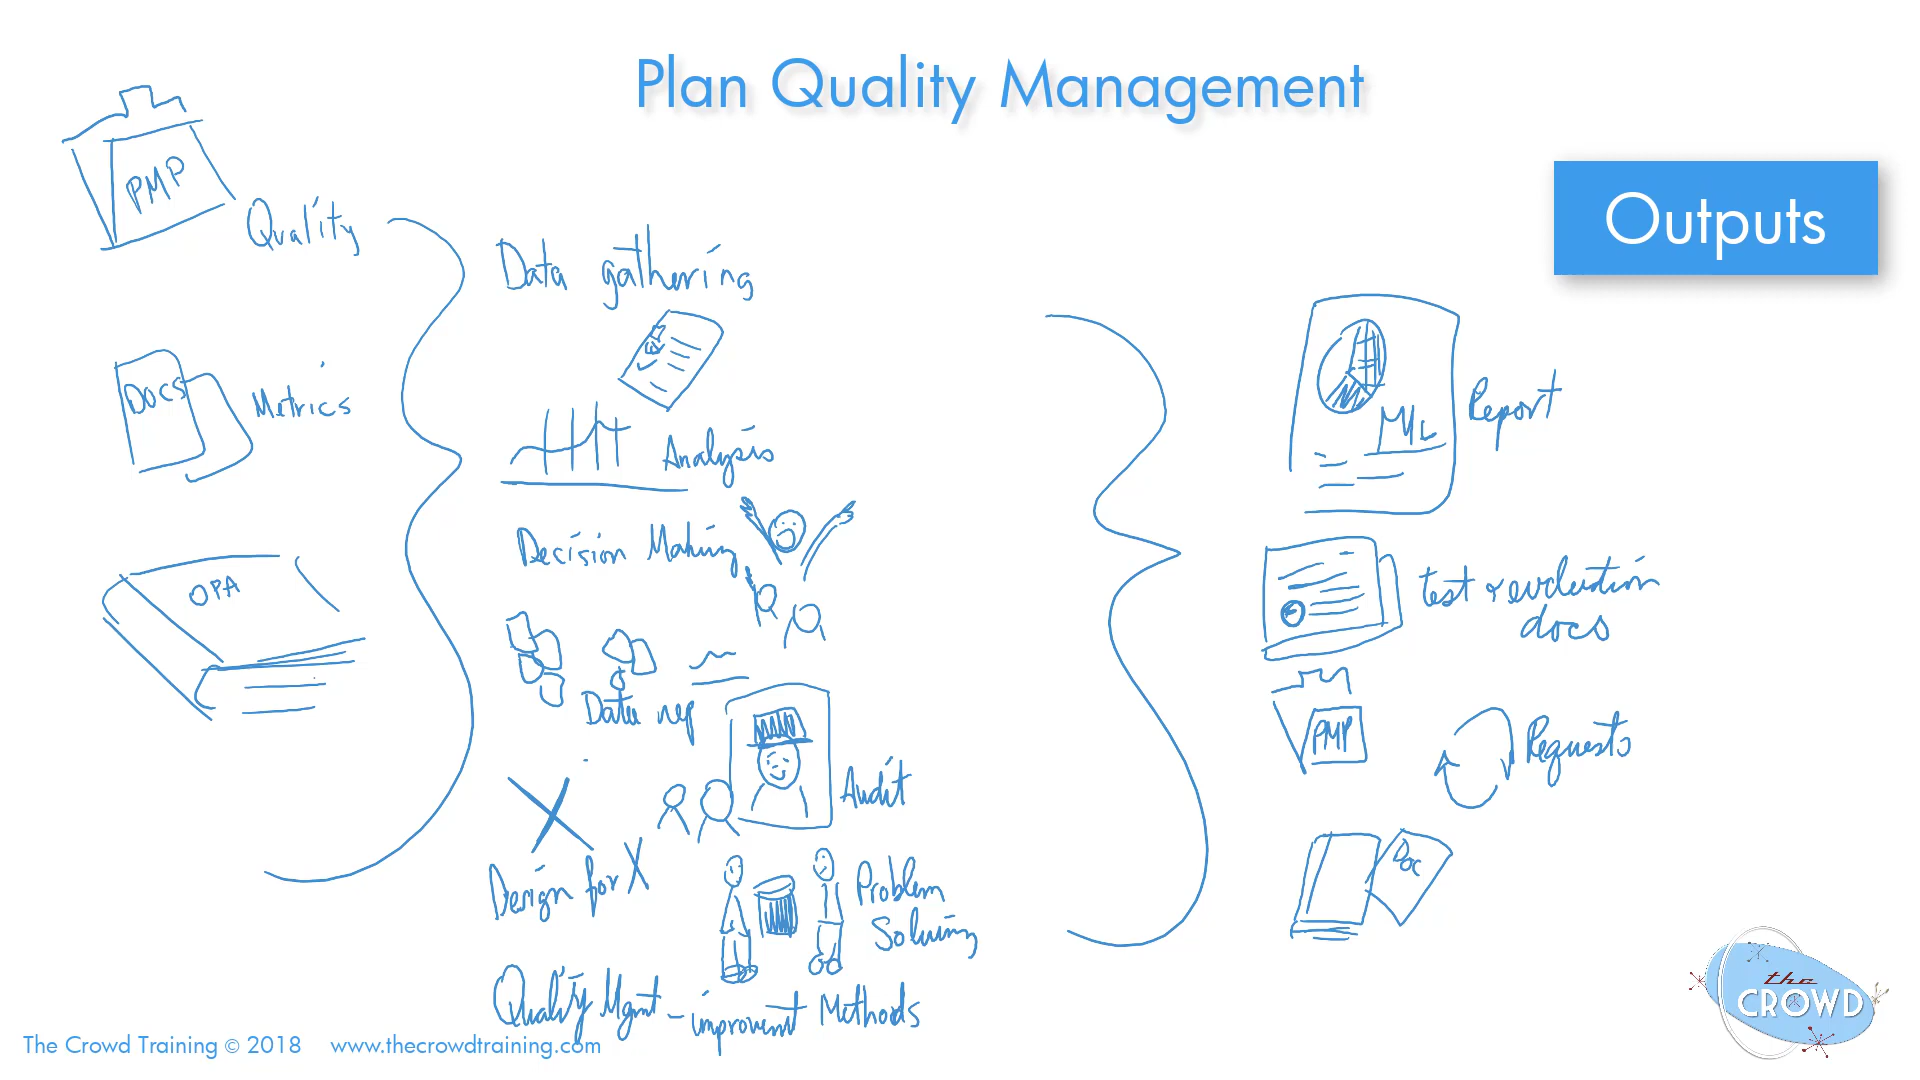 Plan Quality Management
PMP
Quality
DOCS
Metrics
OPA
Data gathering
Analysis
Decision Making
Data rep
Audit
Design for X
Problem
Solving
Quality Mgmt - improvemt Methods
Outputs
Report
test & evaluation
docs
PMP
Requests
Doc
the
CROWD
The Crowd Training © 2018 www.thecrowdtraining.com